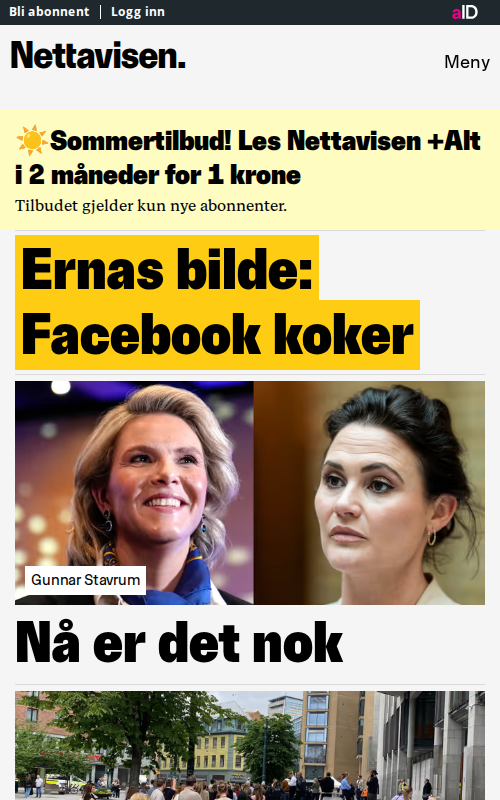 Bli abonnent | Logg inn
aID
Nettavisen.
Meny
☀️Sommertilbud! Les Nettavisen +Alt
i 2 måneder for 1 krone
Tilbudet gjelder kun nye abonnenter.
Ernas bilde:
Facebook koker
Gunnar Stavrum
Nå er det nok